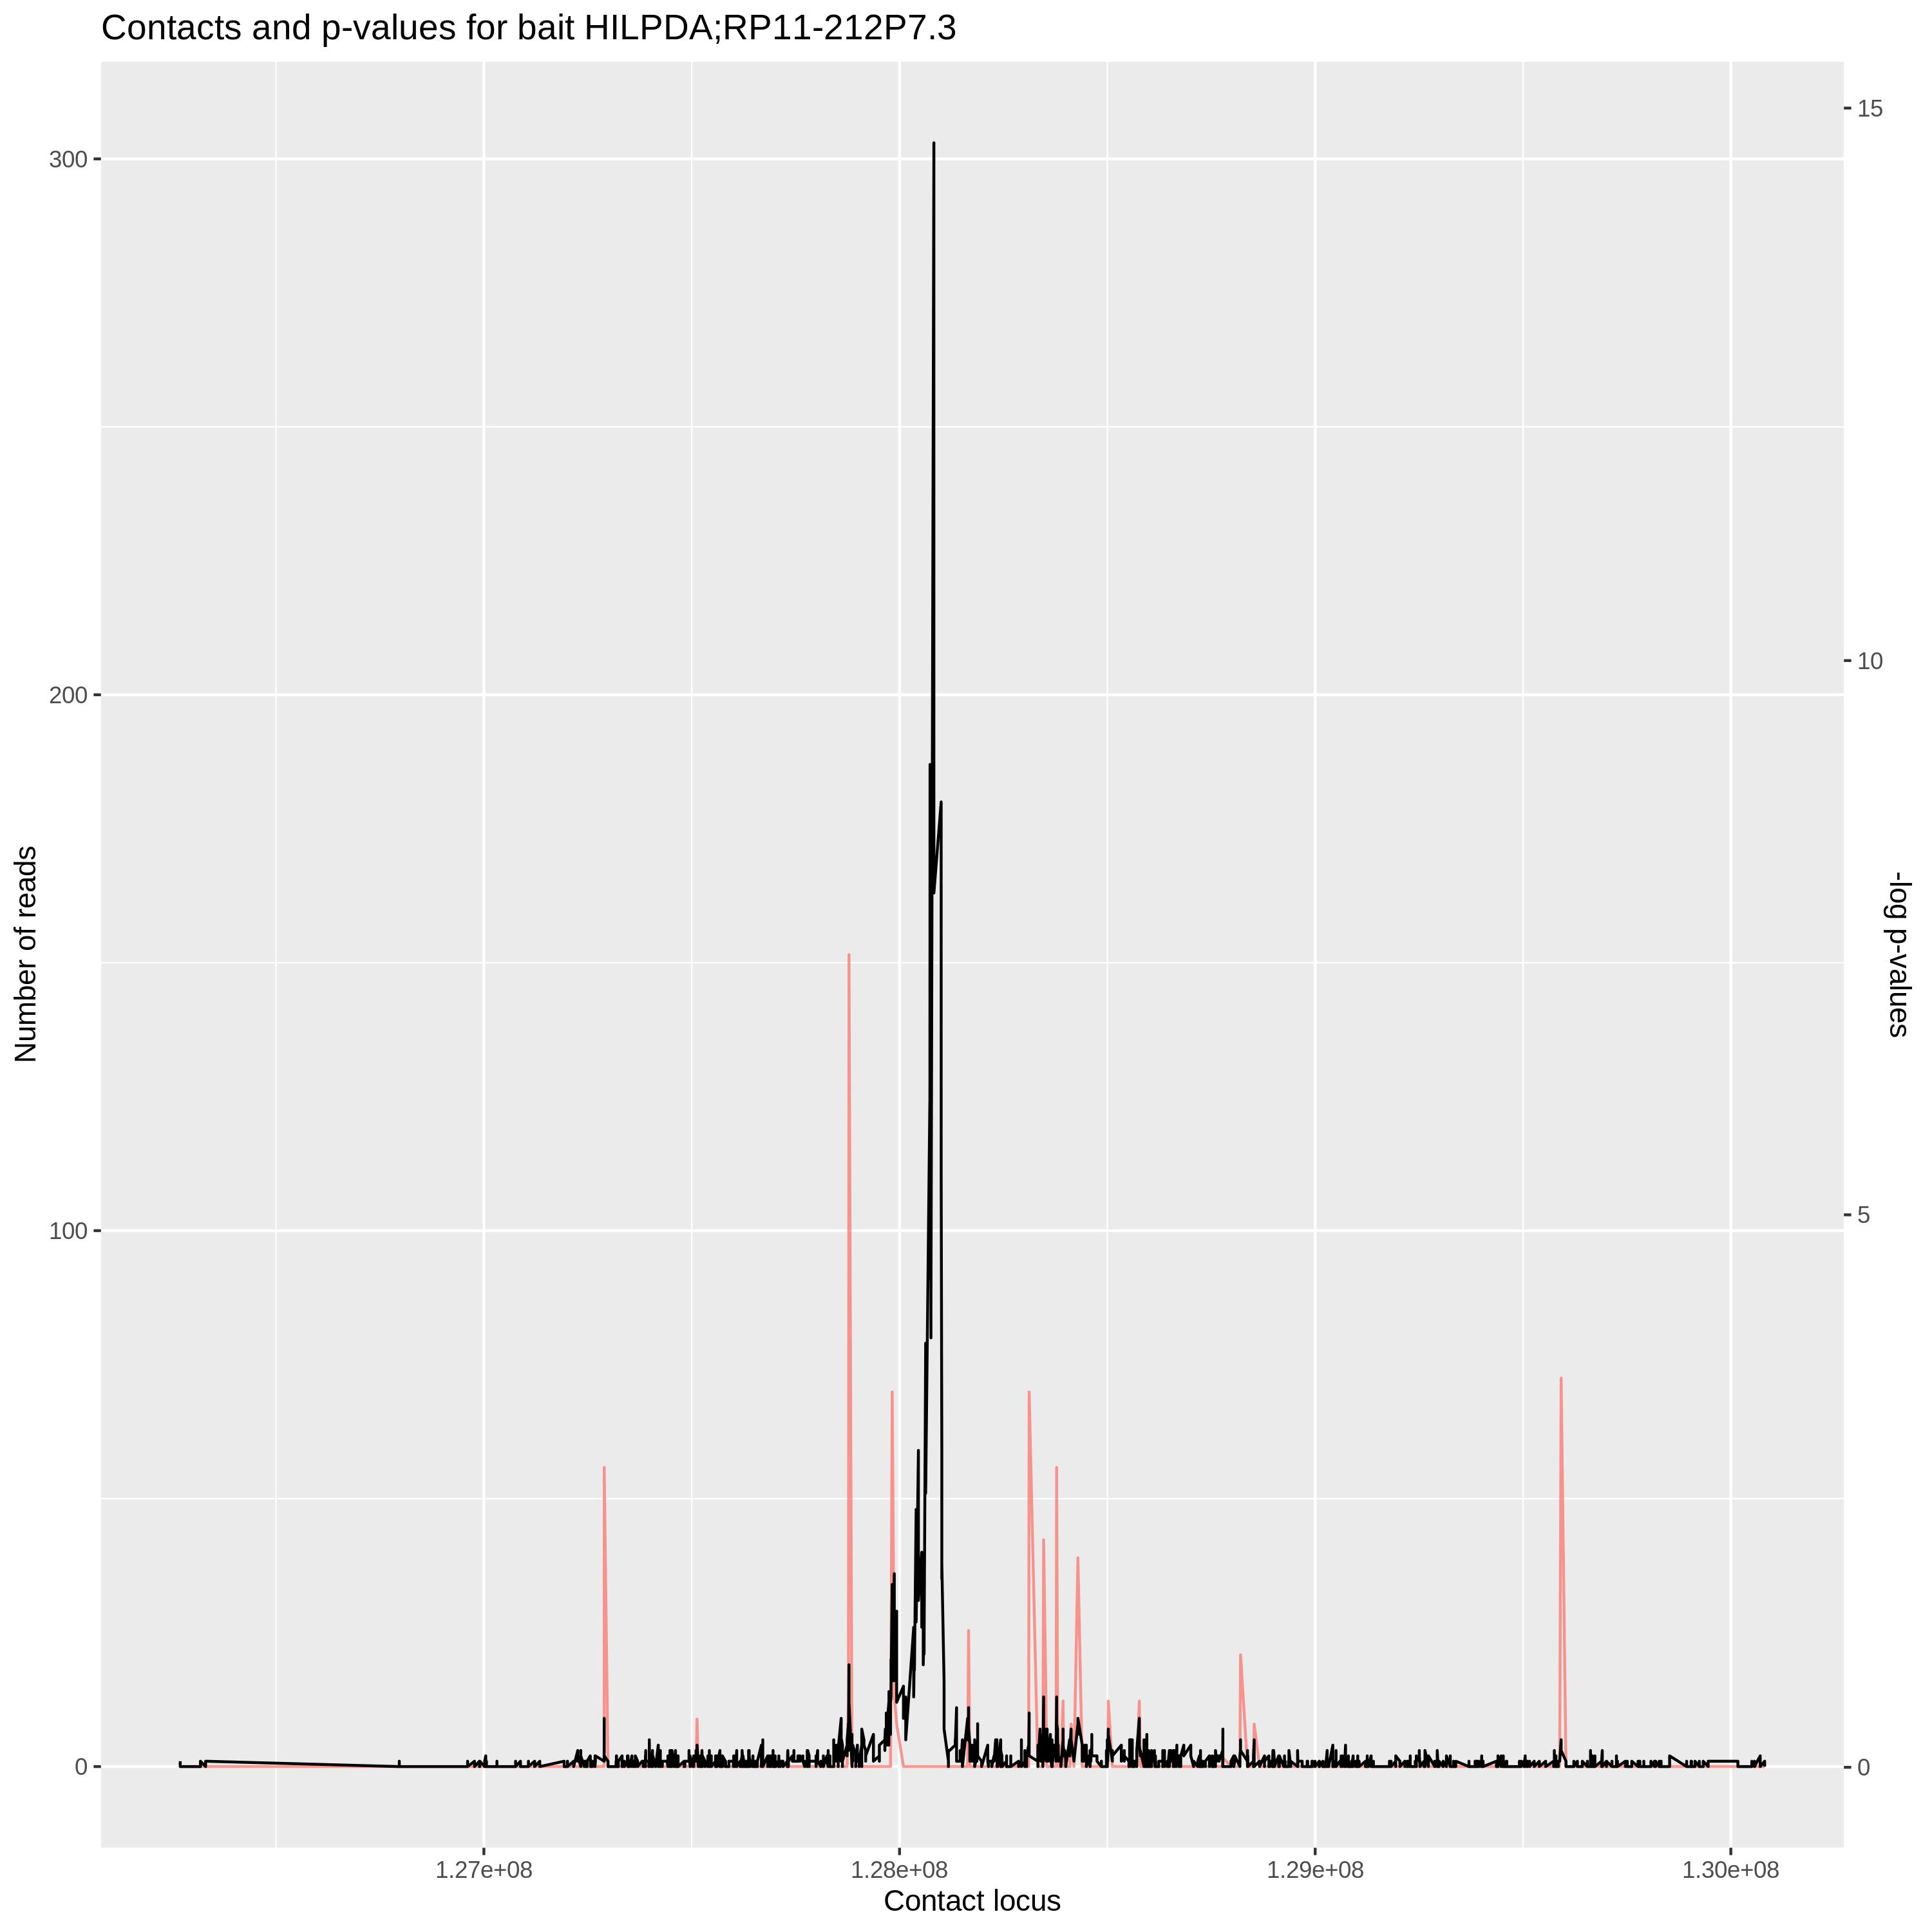 Contacts and p-values for bait HILPDA;RP11-212P7.3
300
200
100
0
Number of reads
15
10
5
0
-log p-values
1.27e+08
1.28e+08
1.29e+08
1.30e+08
Contact locus